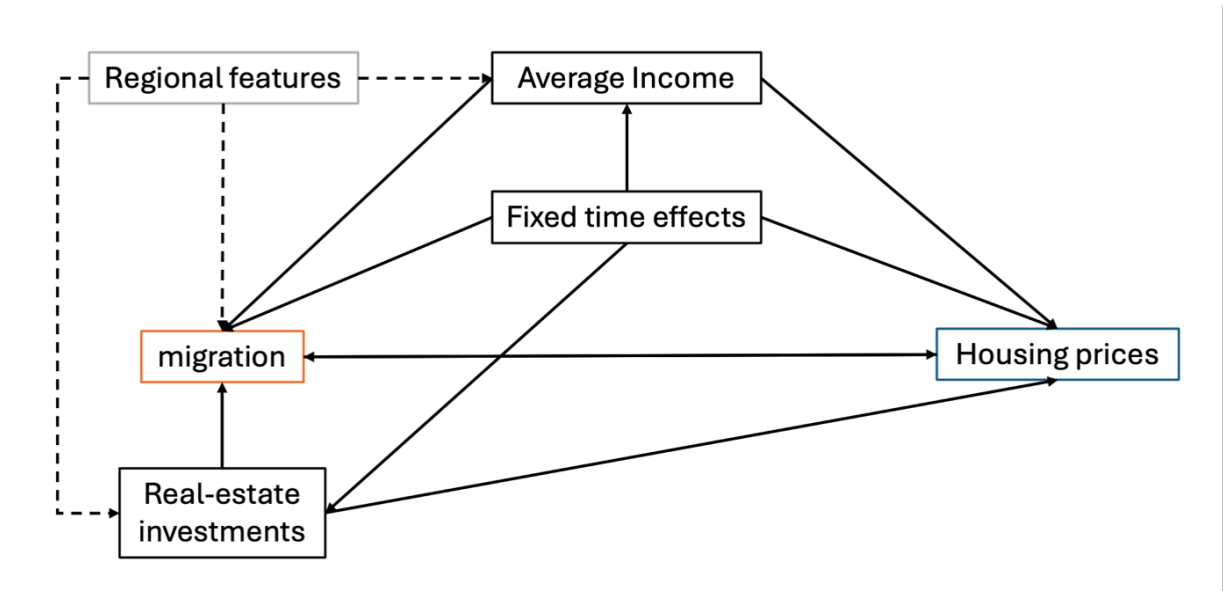 Regional features
Average Income
Fixed time effects
migration
Housing prices
Real-estate
investments